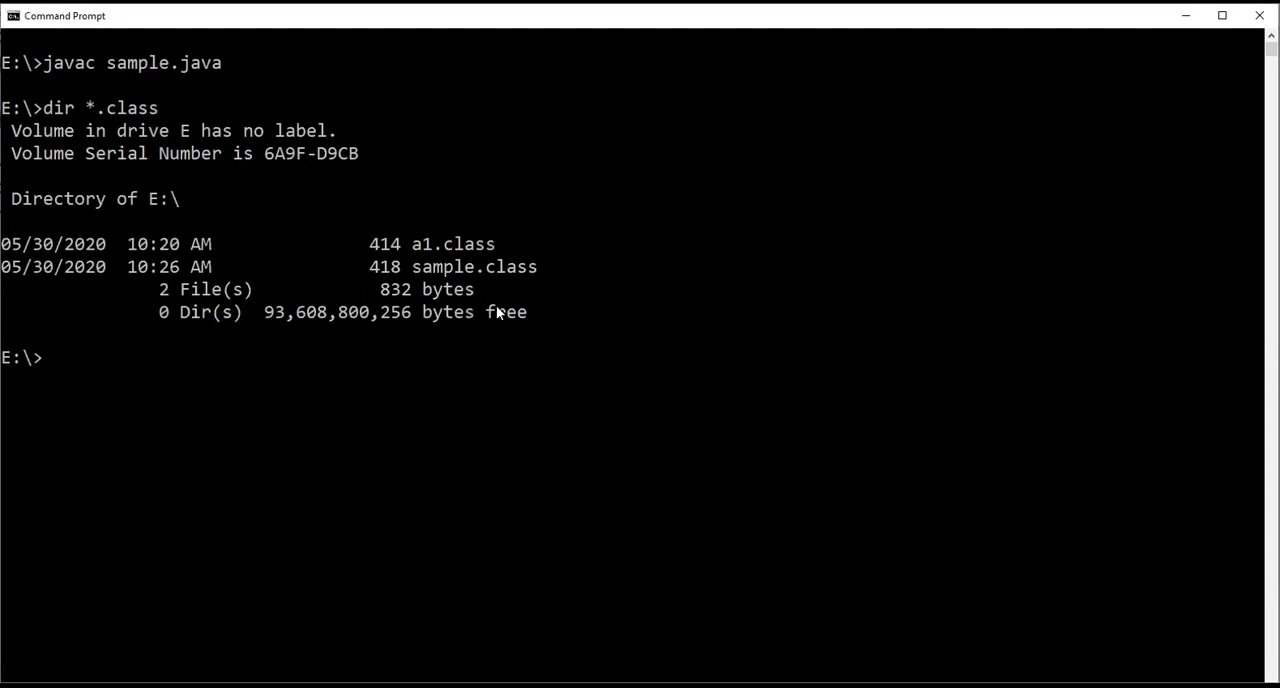 Command Prompt
E:\>javac sample.java
E:\>dir *.class
Volume in drive E has no label.
Volume Serial Number is 6A9F-D9CB
Directory of E:\
05/30/2020  10:20 AM               414 a1.class
05/30/2020  10:26 AM               418 sample.class
2 File(s)            832 bytes
0 Dir(s)  93,608,800,256 bytes free
E:\>